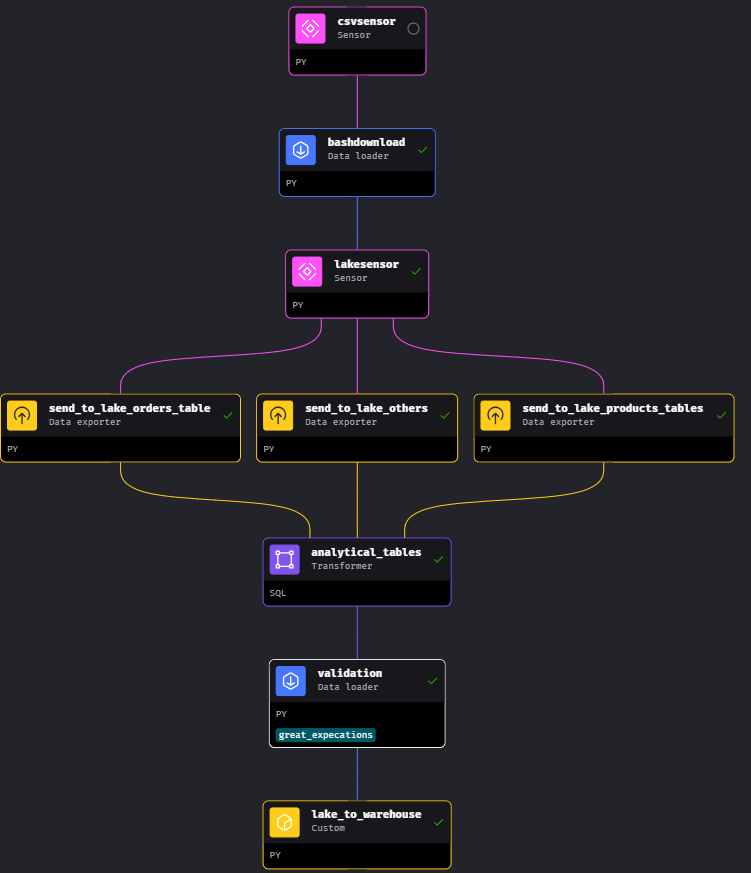 csvsensor
Sensor
PY
bashdownload
Data loader
PY
lakesensor
Sensor
PY
send_to_lake_orders_table
Data exporter
PY
send_to_lake_others
Data exporter
PY
send_to_lake_products_tables
Data exporter
PY
analytical_tables
Transformer
SQL
validation
Data loader
PY
great_expecations
lake_to_warehouse
Custom
PY